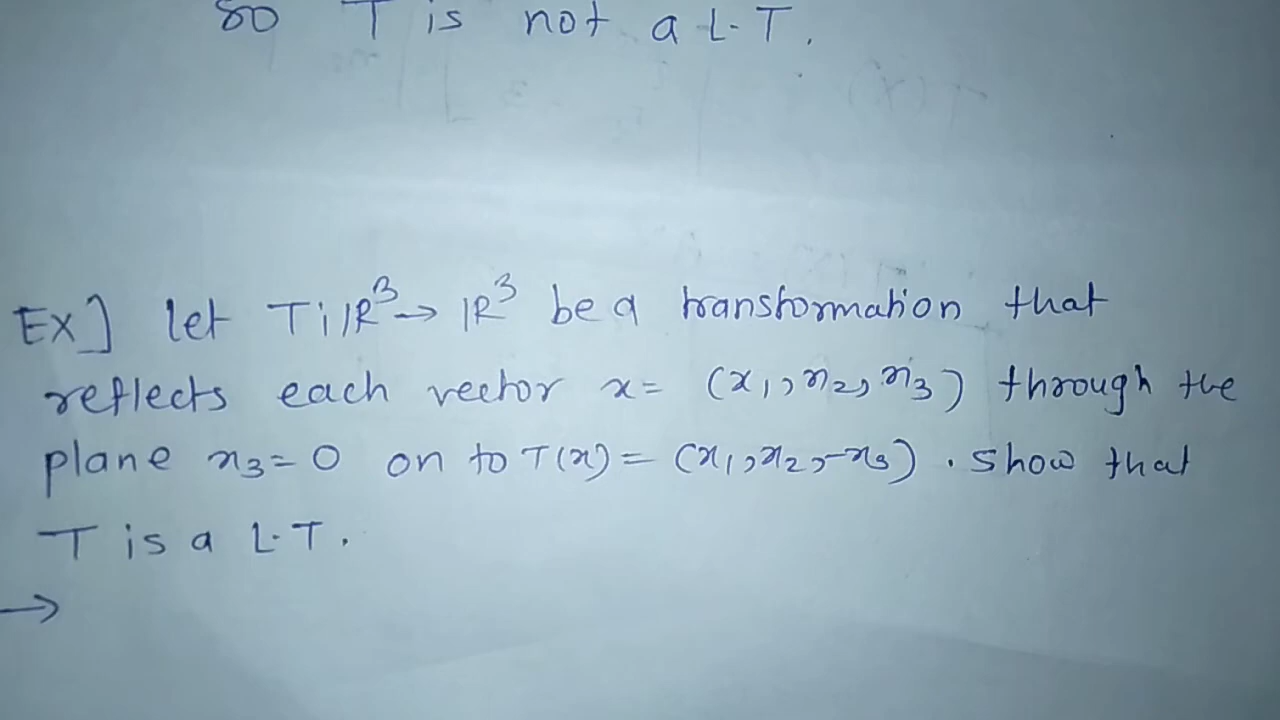 so T is not a L.T.
Ex] let T: ℝ³ → ℝ³ be a transformation that
reflects each vector x = (x₁, x₂, x₃) through the
plane x₃ = 0 on to T(x) = (x₁, x₂, -x₃) . show that
T is a L.T.
→